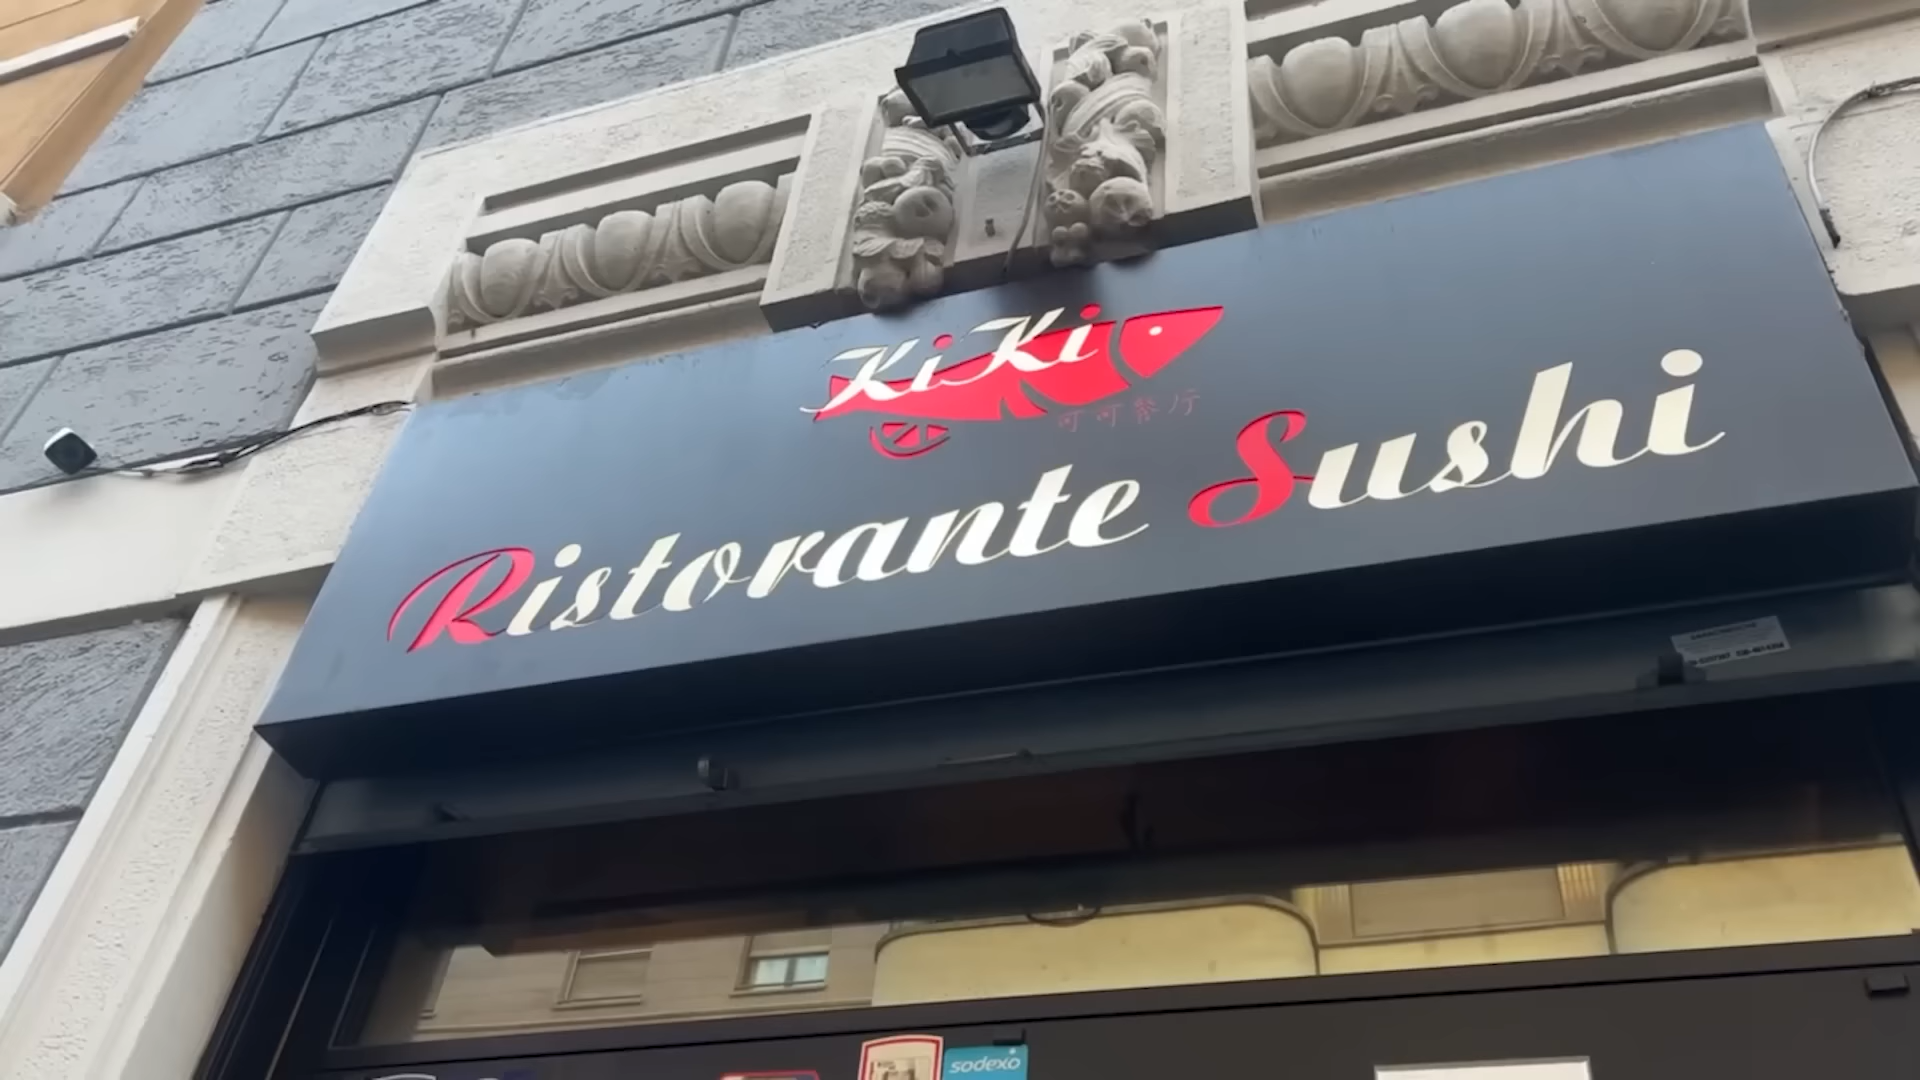 KiKi
可可餐厅
Ristorante Sushi
sodexo